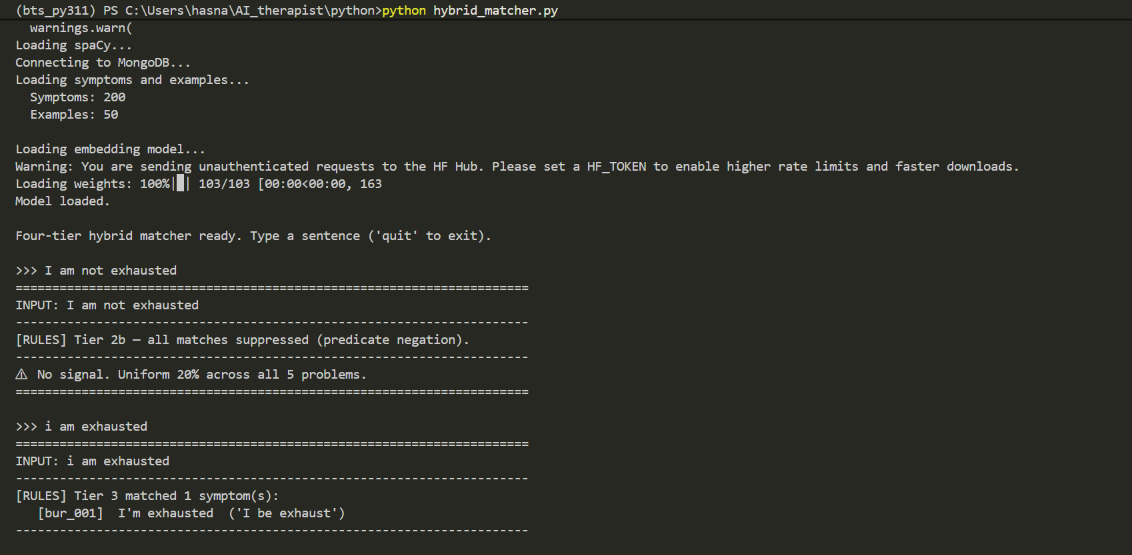 (bts_py311) PS C:\Users\hasna\AI_therapist\python>python hybrid_matcher.py
  warnings.warn(
Loading spaCy...
Connecting to MongoDB...
Loading symptoms and examples...
  Symptoms: 200
  Examples: 50
Loading embedding model...
Warning: You are sending unauthenticated requests to the HF Hub. Please set a HF_TOKEN to enable higher rate limits and faster downloads.
Loading weights: 100%|█| 103/103 [00:00<00:00, 163
Model loaded.
Four-tier hybrid matcher ready. Type a sentence ('quit' to exit).
>>> I am not exhausted
======================================================================
INPUT: I am not exhausted
----------------------------------------------------------------------
[RULES] Tier 2b — all matches suppressed (predicate negation).
----------------------------------------------------------------------
⚠ No signal. Uniform 20% across all 5 problems.
======================================================================
>>> i am exhausted
======================================================================
INPUT: i am exhausted
----------------------------------------------------------------------
[RULES] Tier 3 matched 1 symptom(s):
   [bur_001]  I'm exhausted  ('I be exhaust')
----------------------------------------------------------------------